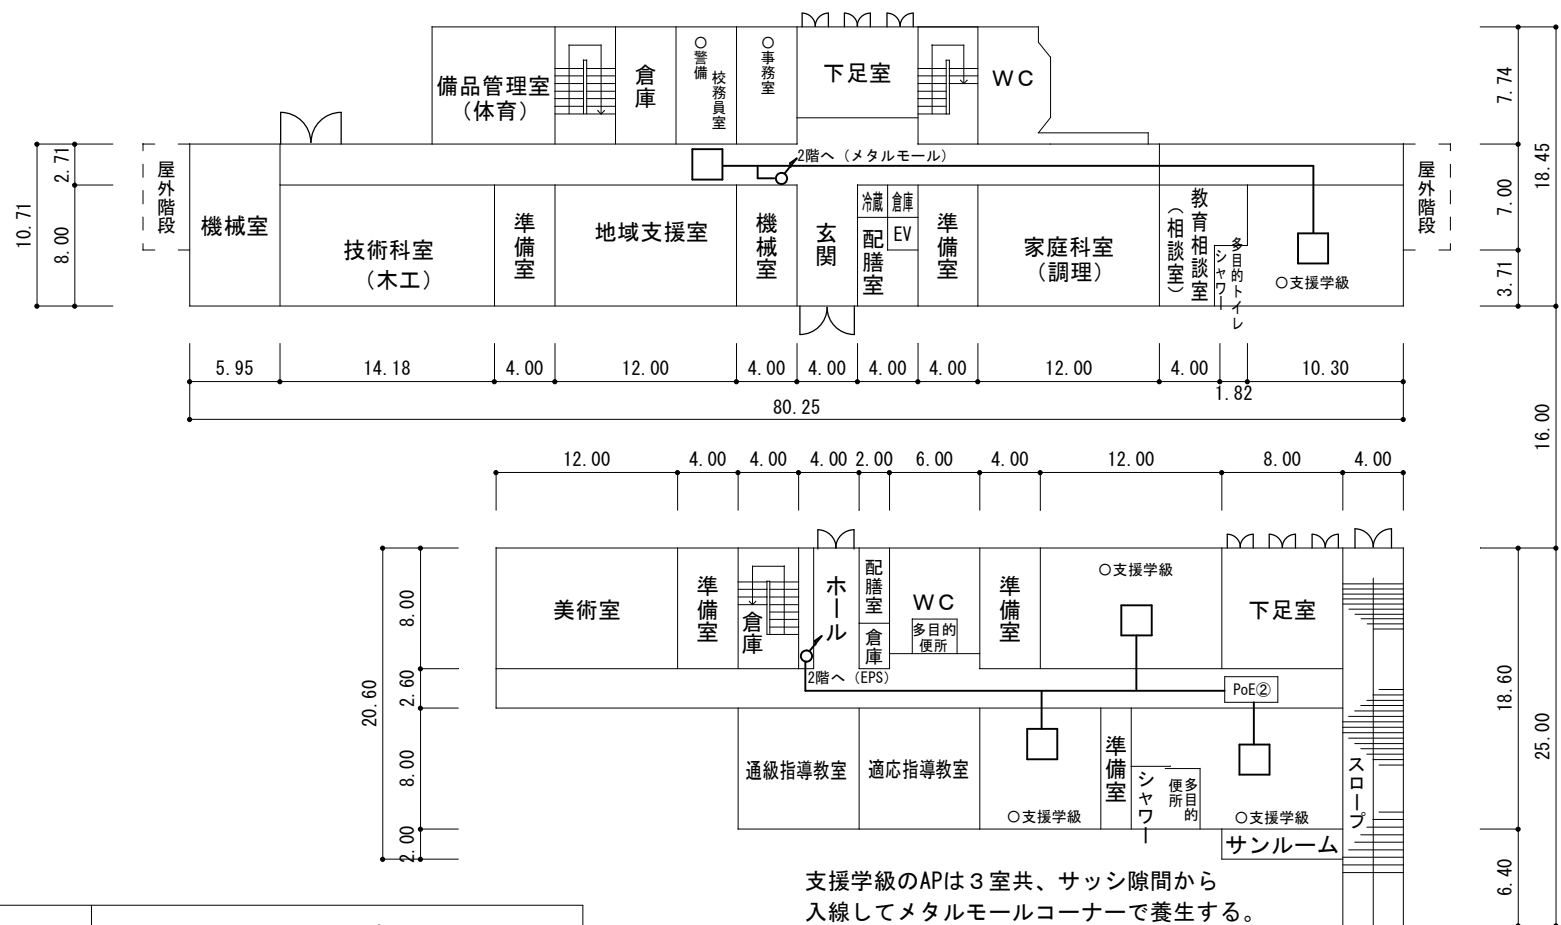 備品管理室
（体育）
倉庫
○警備
校務員室
○事務室
下足室
WC
7.74
18.45
2階へ（メタルモール）
10.71
2.71
8.00
屋外階段
機械室
技術科室
（木工）
準備室
地域支援室
機械室
玄関
冷蔵
倉庫
配膳室
EV
準備室
家庭科室
（調理）
教育相談室
（相談室）
シャワー
多目的トイレ
○支援学級
屋外階段
7.00
3.71
5.95
14.18
4.00
12.00
4.00
4.00
4.00
4.00
12.00
4.00
1.82
10.30
80.25
16.00
12.00
4.00
4.00
4.00
2.00
6.00
4.00
12.00
8.00
4.00
美術室
準備室
倉庫
ホール
配膳室
倉庫
WC
多目的
便所
準備室
○支援学級
下足室
2階へ（EPS）
PoE②
20.60
8.00
2.60
8.00
2.00
通級指導教室
適応指導教室
○支援学級
準備室
シャワー
多目的
便所
○支援学級
サンルーム
スロープ
18.60
25.00
6.40
支援学級のAPは３室共、サッシ隙間から
入線してメタルモールコーナーで養生する。